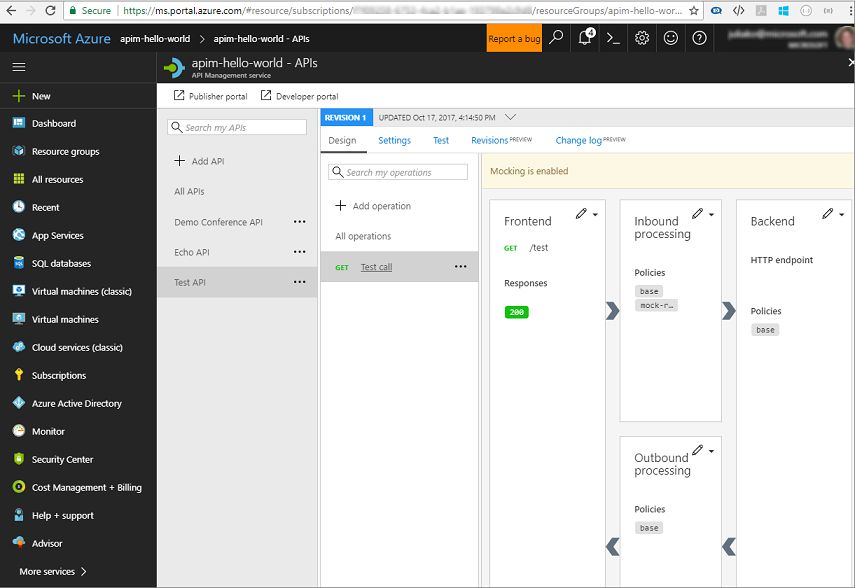 Secure https://ms.portal.azure.com/#resource/subscriptions/ /resourceGroups/apim-hello-wor...
Microsoft Azure apim-hello-world > apim-hello-world - APIs
Report a bug
4
apim-hello-world - APIs
API Management service
New
Dashboard
Resource groups
All resources
Recent
App Services
SQL databases
Virtual machines (classic)
Virtual machines
Cloud services (classic)
Subscriptions
Azure Active Directory
Monitor
Security Center
Cost Management + Billing
Help + support
Advisor
More services >
Publisher portal Developer portal
Search my APIs
Add API
All APIs
Demo Conference API ...
Echo API ...
Test API ...
REVISION 1 UPDATED Oct 17, 2017, 4:14:50 PM
Design Settings Test Revisions PREVIEW Change log PREVIEW
Search my operations
Add operation
All operations
GET Test call ...
Mocking is enabled
Frontend
GET /test
Responses
200
Inbound
processing
Policies
base
mock-r...
Backend
HTTP endpoint
Policies
base
Outbound
processing
Policies
base